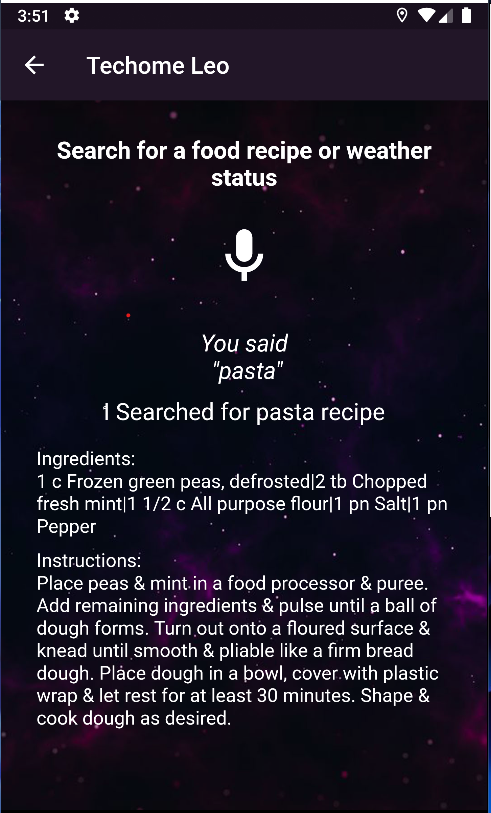 3:51
Techome Leo
Search for a food recipe or weather
status
You said
"pasta"
1 Searched for pasta recipe
Ingredients:
1 c Frozen green peas, defrosted|2 tb Chopped
fresh mint|1 1/2 c All purpose flour|1 pn Salt|1 pn
Pepper
Instructions:
Place peas & mint in a food processor & puree.
Add remaining ingredients & pulse until a ball of
dough forms. Turn out onto a floured surface &
knead until smooth & pliable like a firm bread
dough. Place dough in a bowl, cover with plastic
wrap & let rest for at least 30 minutes. Shape &
cook dough as desired.